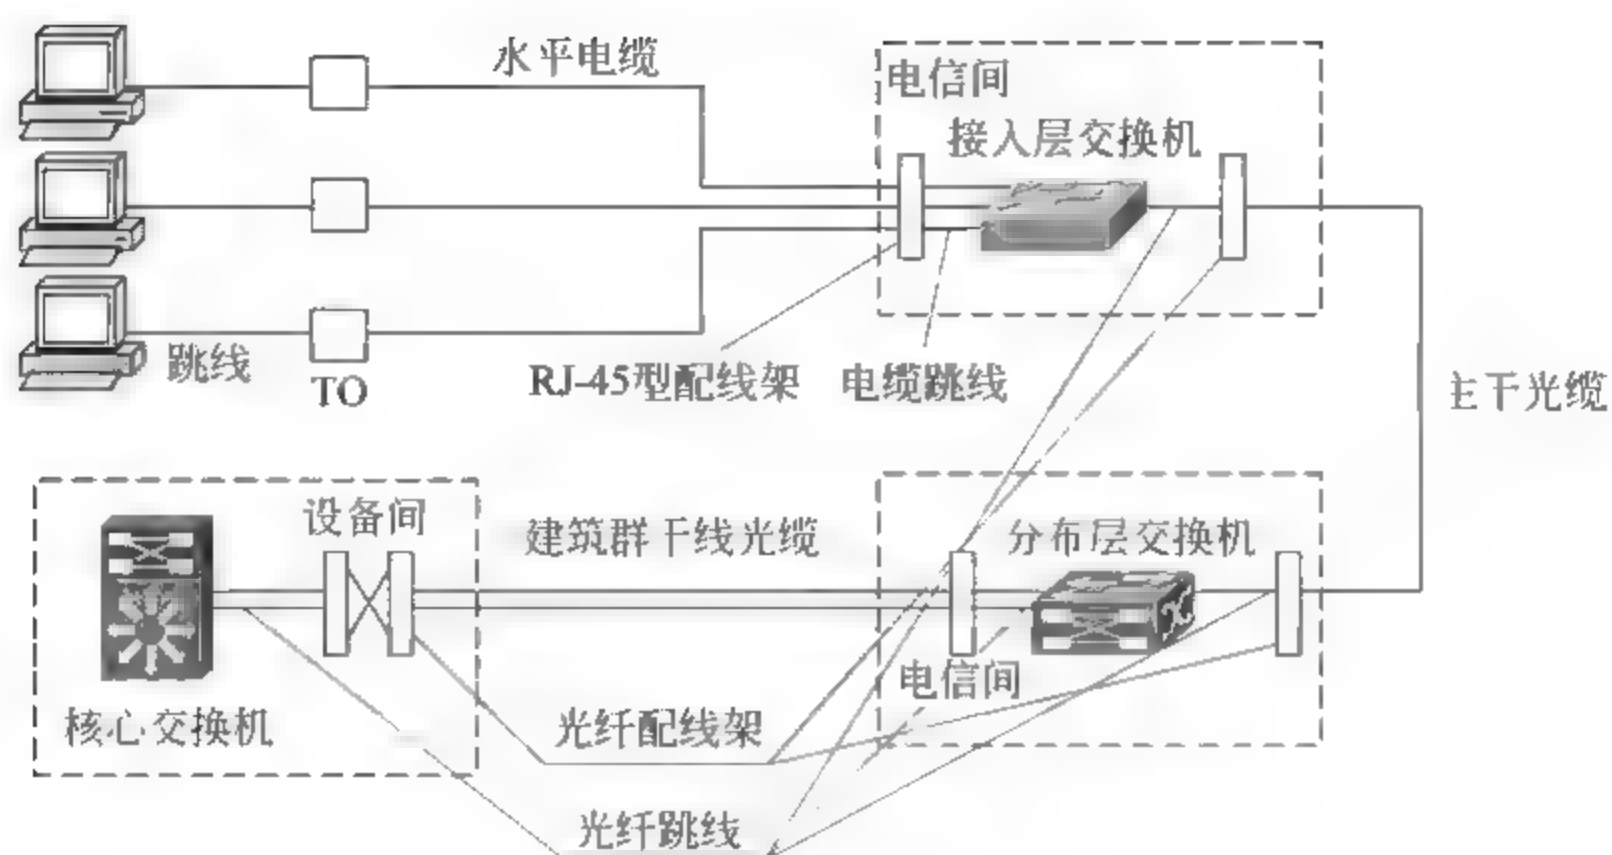 水平电缆
电信间
接入层交换机
跳线
TO
RJ-45型配线架
电缆跳线
主干光缆
设备间
建筑群干线光缆
分布层交换机
电信间
核心交换机
光纤配线架
光纤跳线